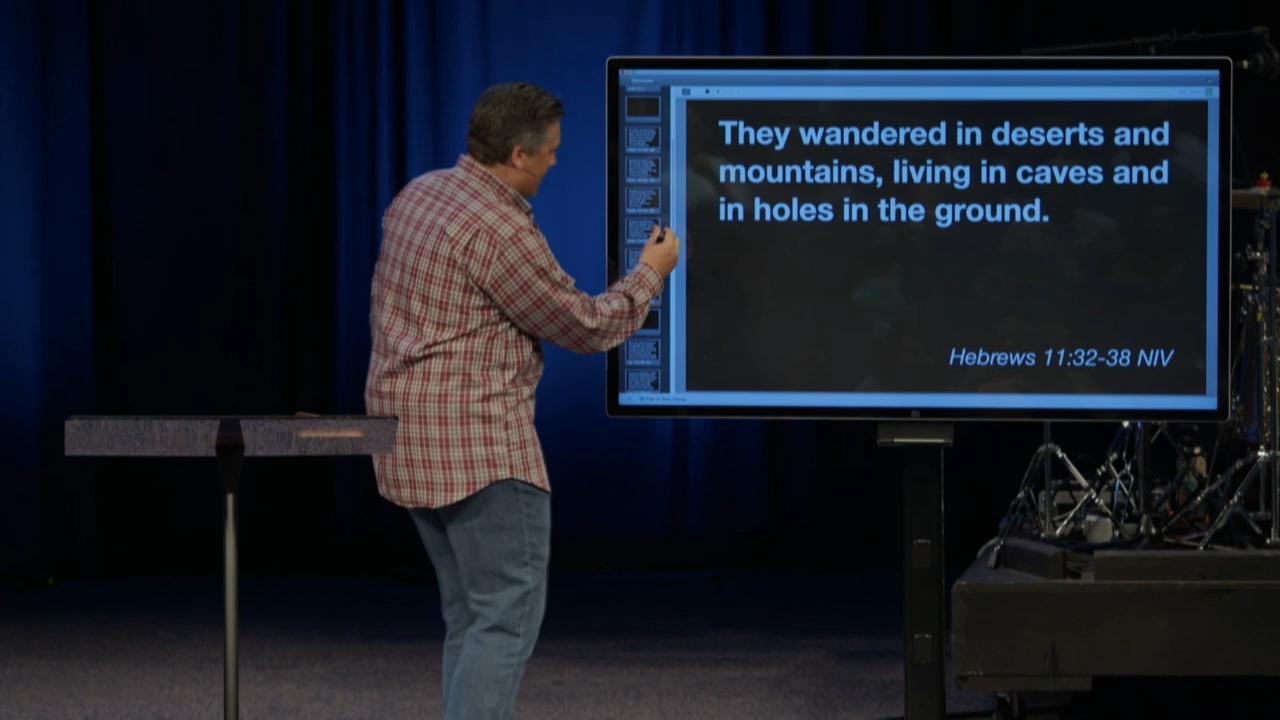 They wandered in deserts and
mountains, living in caves and
in holes in the ground.
Hebrews 11:32-38 NIV